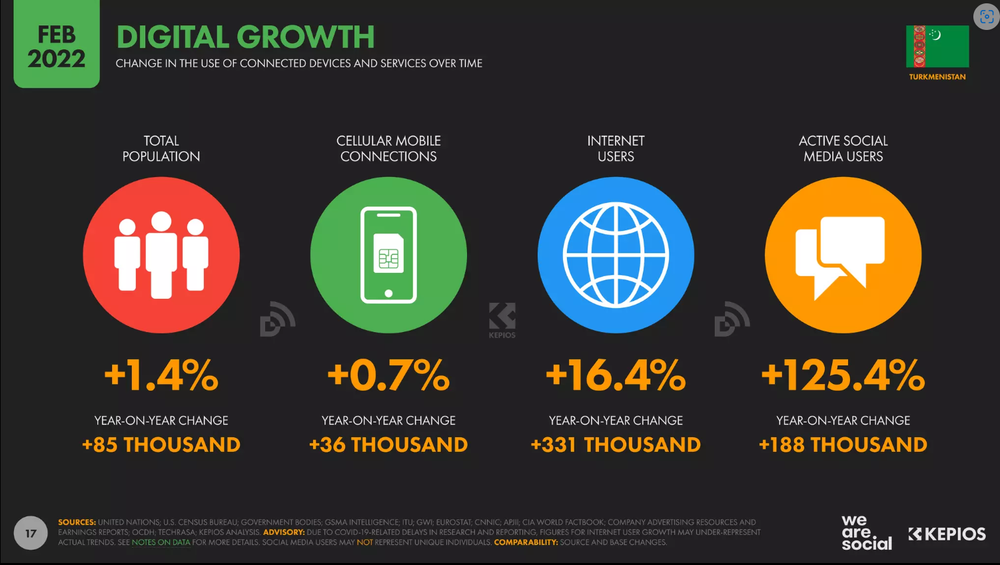 FEB
2022
DIGITAL GROWTH
CHANGE IN THE USE OF CONNECTED DEVICES AND SERVICES OVER TIME
TURKMENISTAN
TOTAL
POPULATION
CELLULAR MOBILE
CONNECTIONS
INTERNET
USERS
ACTIVE SOCIAL
MEDIA USERS
KEPIOS
+1.4%
+0.7%
+16.4%
+125.4%
YEAR-ON-YEAR CHANGE
YEAR-ON-YEAR CHANGE
YEAR-ON-YEAR CHANGE
YEAR-ON-YEAR CHANGE
+85 THOUSAND
+36 THOUSAND
+331 THOUSAND
+188 THOUSAND
17
SOURCES: UNITED NATIONS; U.S. CENSUS BUREAU; GOVERNMENT BODIES; GSMA INTELLIGENCE; ITU; GWI; EUROSTAT; CNNIC; APJII; CIA WORLD FACTBOOK; COMPANY ADVERTISING RESOURCES AND
EARNINGS REPORTS; OCDH; TECHRASA; KEPIOS ANALYSIS. ADVISORY: DUE TO COVID-19-RELATED DELAYS IN RESEARCH AND REPORTING, FIGURES FOR INTERNET USER GROWTH MAY UNDER-REPRESENT
ACTUAL TRENDS. SEE NOTES ON DATA FOR MORE DETAILS. SOCIAL MEDIA USERS MAY NOT REPRESENT UNIQUE INDIVIDUALS. COMPARABILITY: SOURCE AND BASE CHANGES.
we
are
social
KEPIOS